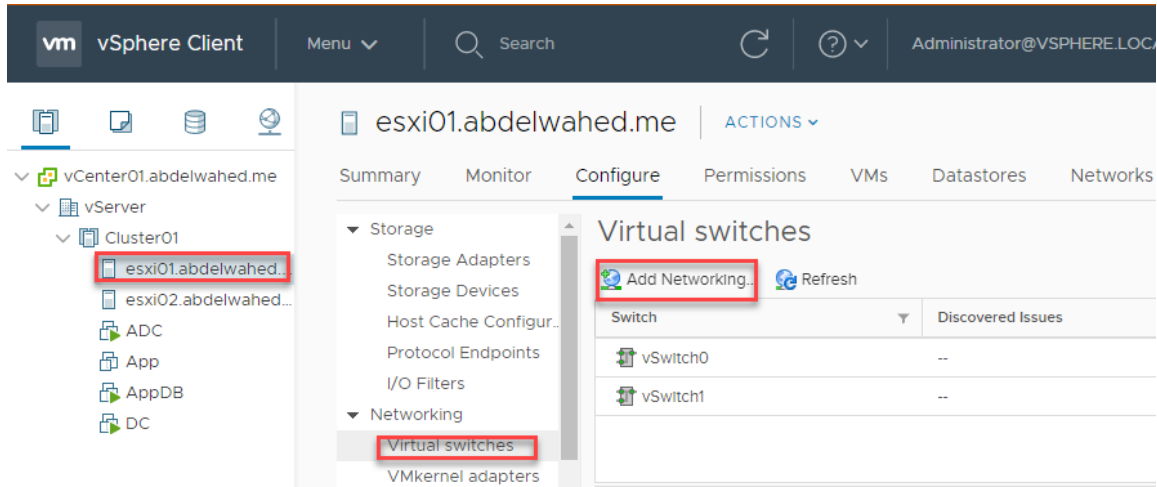 vm vSphere Client Menu Search Administrator@VSPHERE.LOCA
esxi01.abdelwahed.me ACTIONS
vCenter01.abdelwahed.me
vServer
Cluster01
esxi01.abdelwahed...
esxi02.abdelwahed...
ADC
App
AppDB
DC
Summary Monitor Configure Permissions VMs Datastores Networks
Storage
Storage Adapters
Storage Devices
Host Cache Configur..
Protocol Endpoints
I/O Filters
Networking
Virtual switches
VMkernel adapters
Virtual switches
Add Networking... Refresh
Switch Discovered Issues
vSwitch0 --
vSwitch1 --